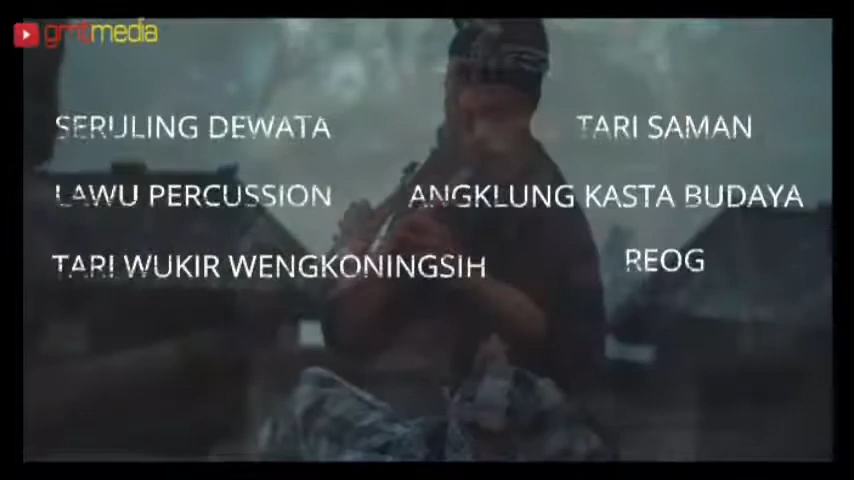 gmtmedia
SERULING DEWATA
TARI SAMAN
LAWU PERCUSSION
ANGKLUNG KASTA BUDAYA
TARI WUKIR WENGKONINGSIH
REOG